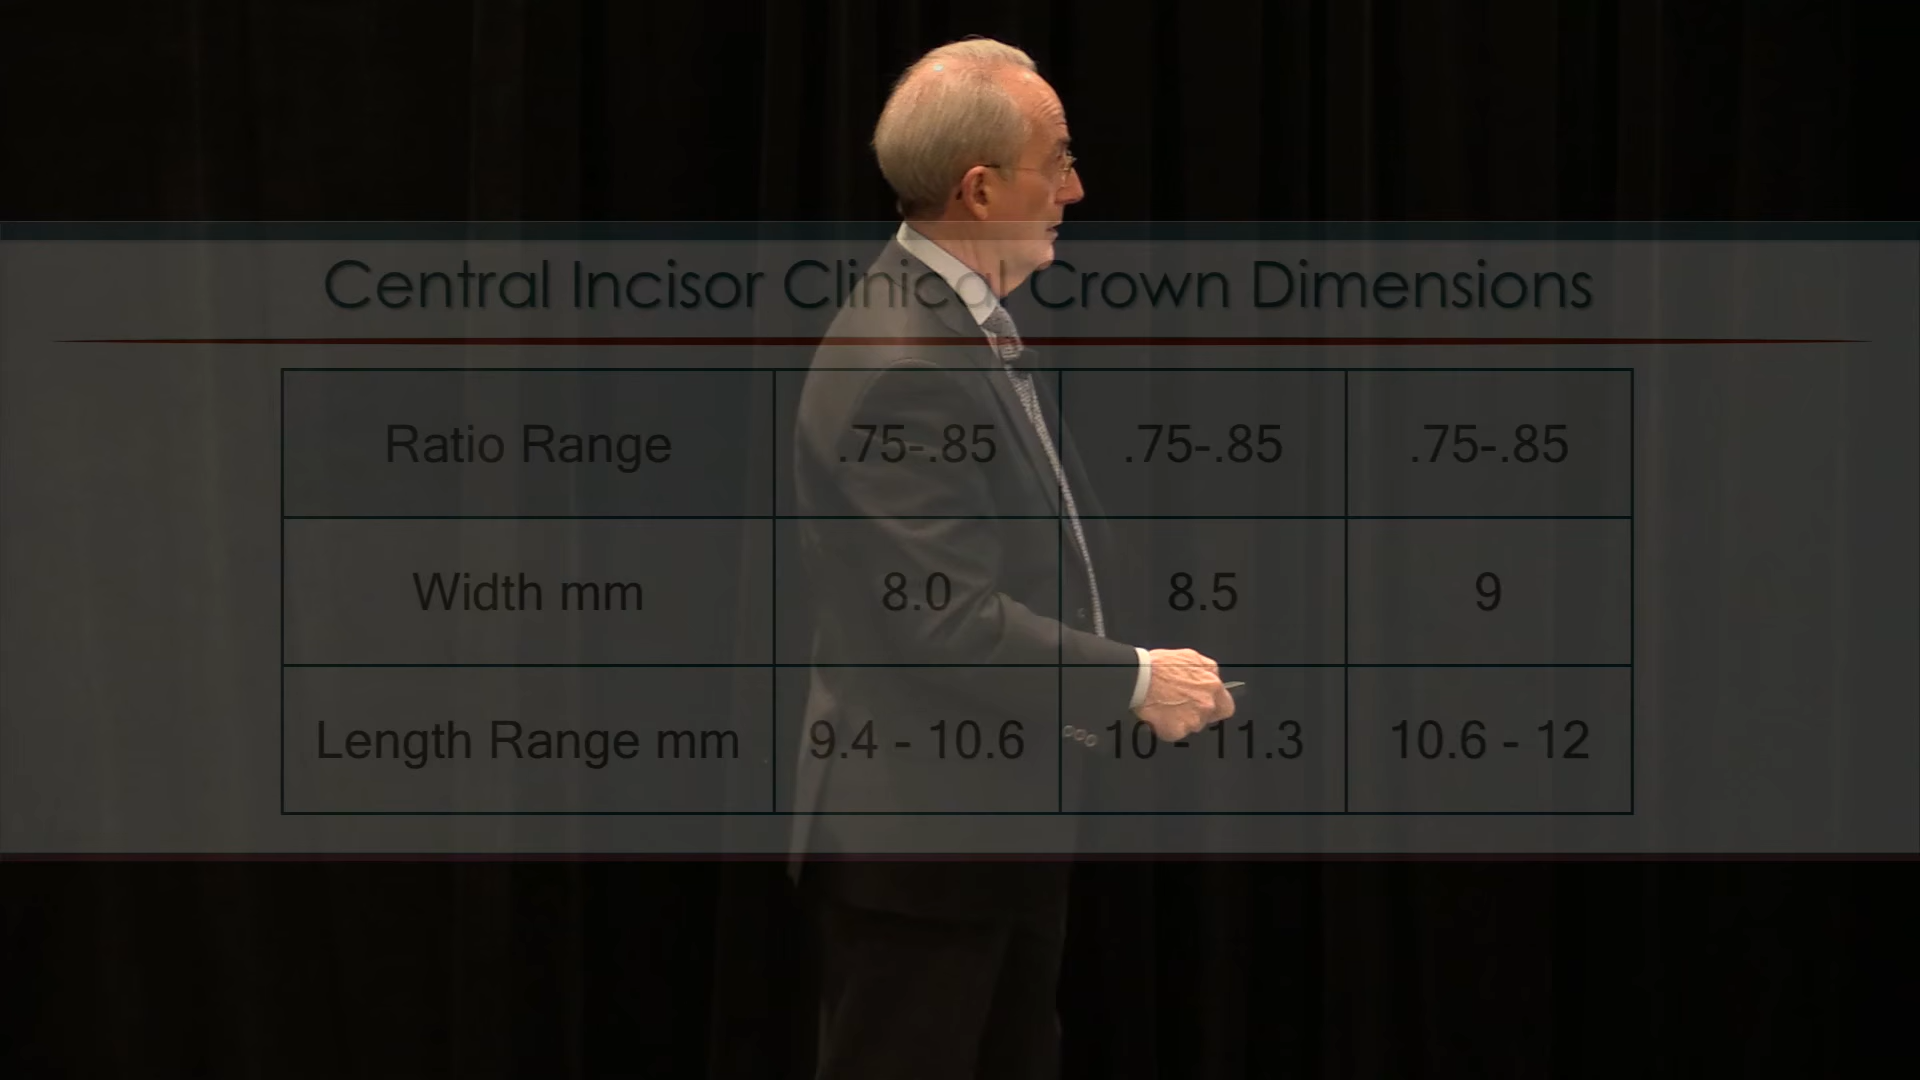 Central Incisor Clinical Crown Dimensions
Ratio Range .75-.85 .75-.85 .75-.85
Width mm 8.0 8.5 9
Length Range mm 9.4 - 10.6 10 - 11.3 10.6 - 12